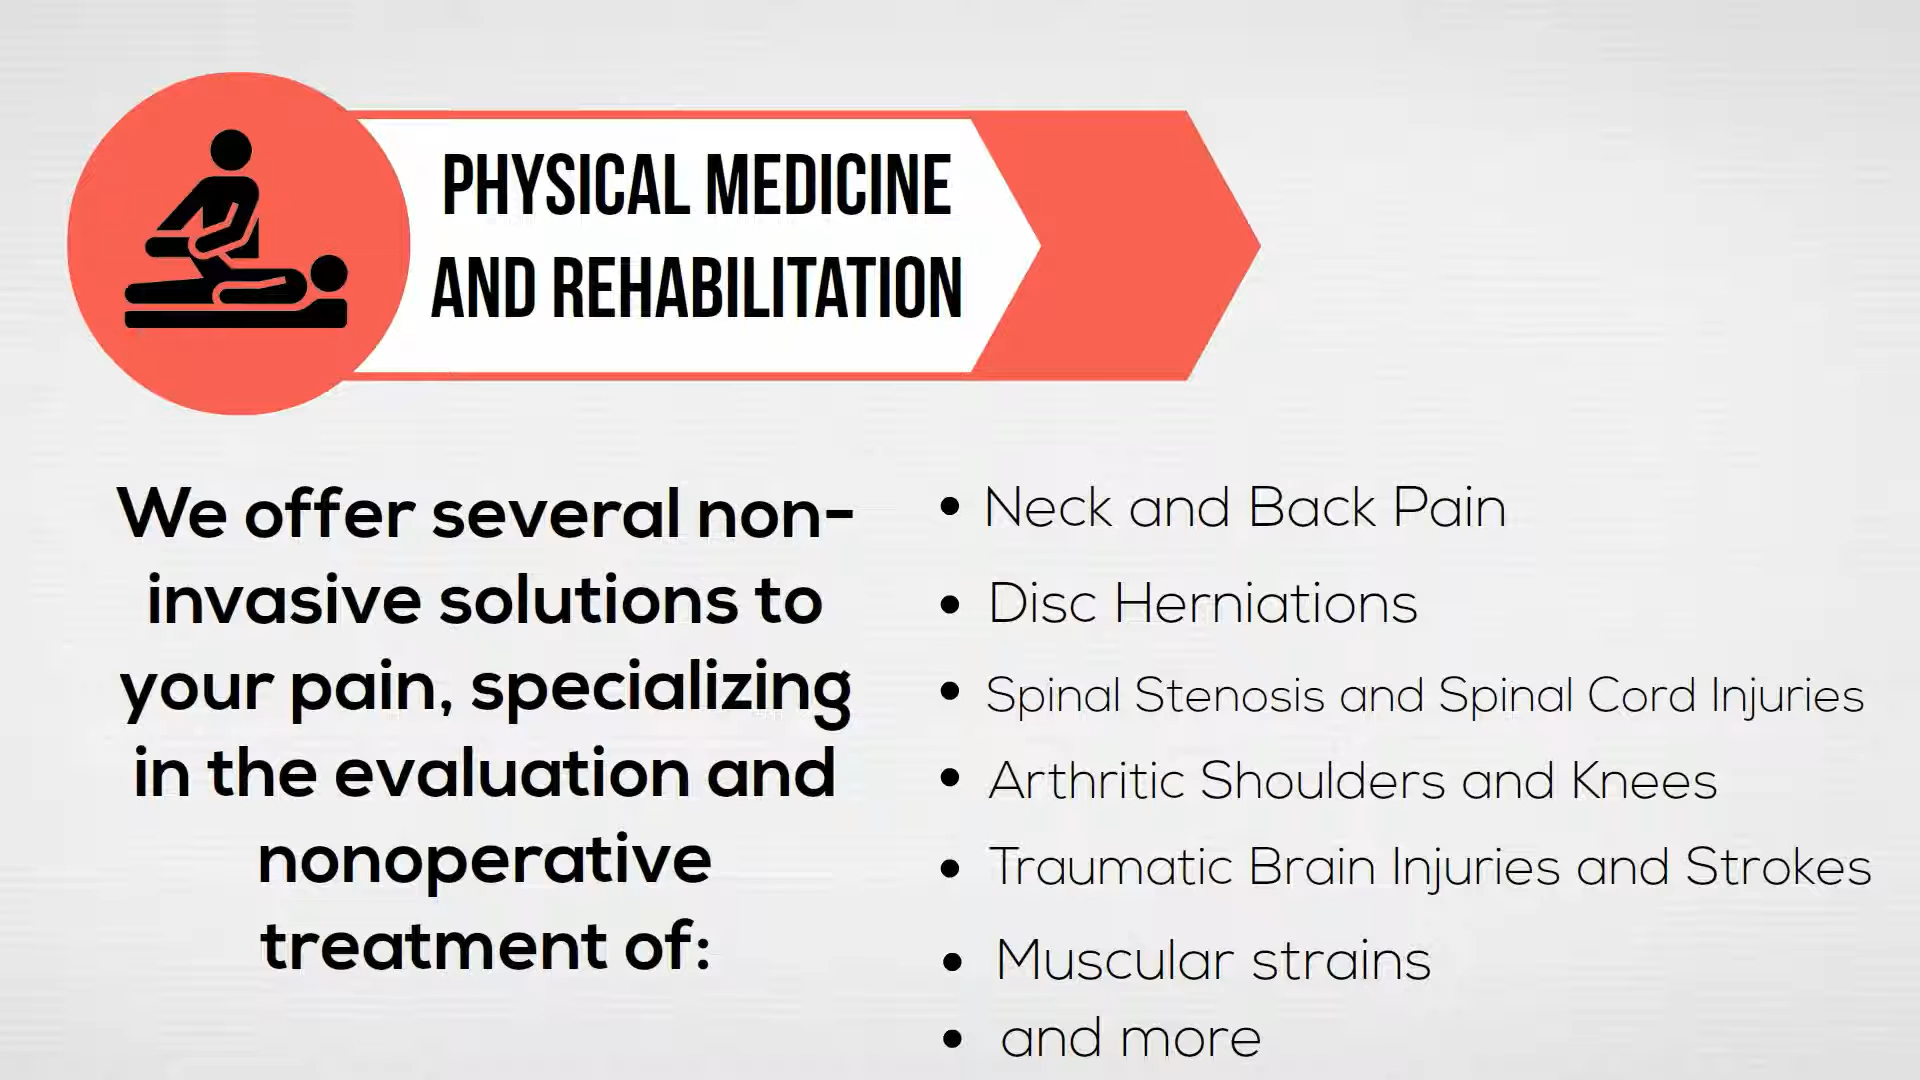 PHYSICAL MEDICINE
AND REHABILITATION
We offer several non-
invasive solutions to
your pain, specializing
in the evaluation and
nonoperative
treatment of:
• Neck and Back Pain
• Disc Herniations
• Spinal Stenosis and Spinal Cord Injuries
• Arthritic Shoulders and Knees
• Traumatic Brain Injuries and Strokes
• Muscular strains
• and more